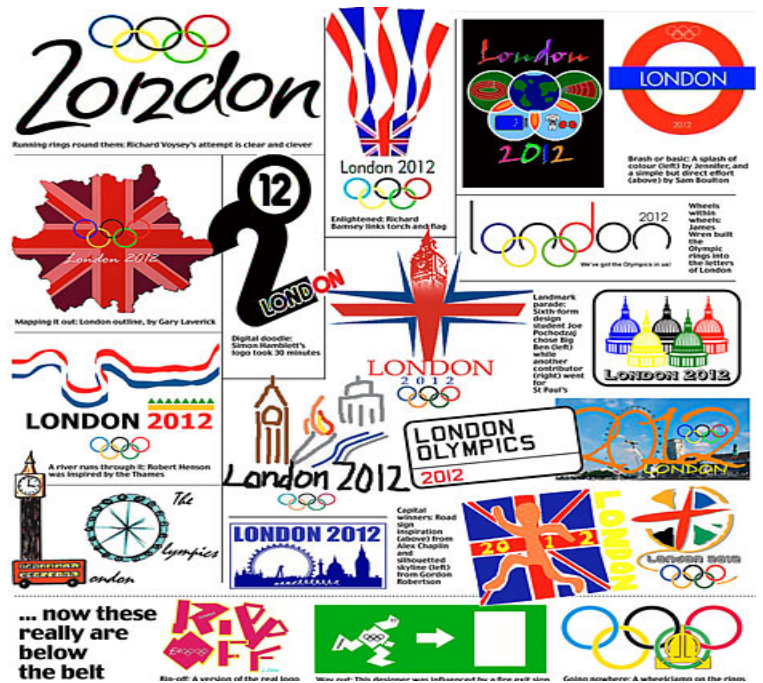 London
Running rings round them: Richard Voysey's attempt is clear and clever
London 2012
Enlightened: Richard
Bamsey links torch and flag
London
2012
LONDON
2012
Brash or basic: A splash of
colour (left) by Jennifer, and
a simple but direct effort
(above) by Sam Boulton
London 2012
Mapping it out: London outline, by Gary Laverick
12
LONDON
Digital doodle:
Simon Hamblett's
logo took 30 minutes
LONDON
2012
london
2012
We've got the Olympics in us!
Wheels
within
wheels:
James
Wren built
the
Olympic
rings into
the letters
of London
Landmark
parade:
Sixth-form
design
student Joe
Pochodzaj
chose Big
Ben (left)
while
another
contributor
(right) went
for
St Paul's
LONDON 2012
LONDON 2012
A river runs through it: Robert Henson
was inspired by the Thames
London 2012
LONDON
OLYMPICS
2012
2012
LONDON
The
lympics
ondon
LONDON 2012
Capital
winners: Road
sign
inspiration
(above) from
Alex Chaplin
and
silhouetted
skyline (left)
from Gordon
Robertson
2012
LONDON
LONDON 2012
... now these
really are
below
the belt
RIP
OFF
Rip-off: A version of the real logo
Way out: This designer was influenced by a fire exit sign
Going nowhere: A wheelclamp on the rings